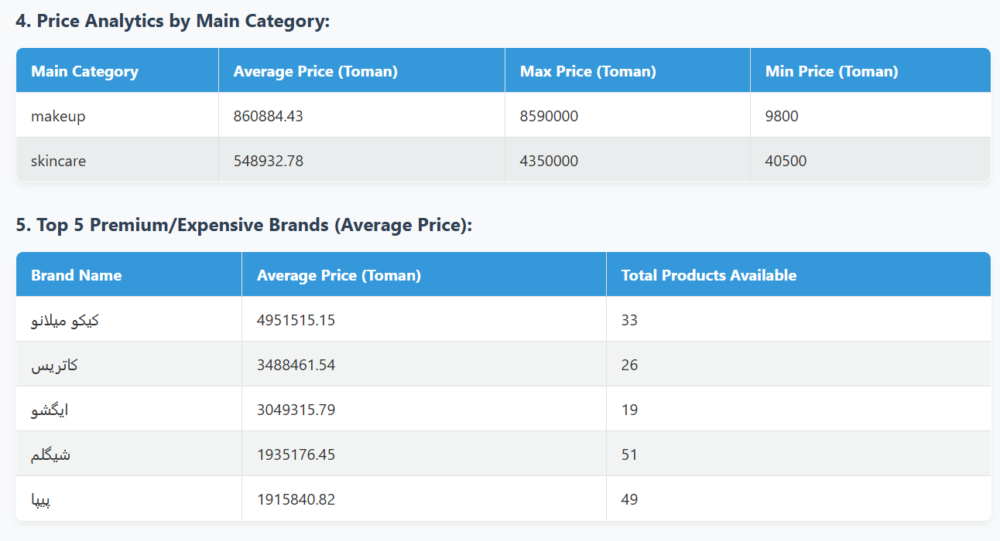 4. Price Analytics by Main Category:
Main Category Average Price (Toman) Max Price (Toman) Min Price (Toman)
makeup 860884.43 8590000 9800
skincare 548932.78 4350000 40500
5. Top 5 Premium/Expensive Brands (Average Price):
Brand Name Average Price (Toman) Total Products Available
کیکو میلانو 4951515.15 33
کاتریس 3488461.54 26
ایگشو 3049315.79 19
شیگلم 1935176.45 51
پیپا 1915840.82 49